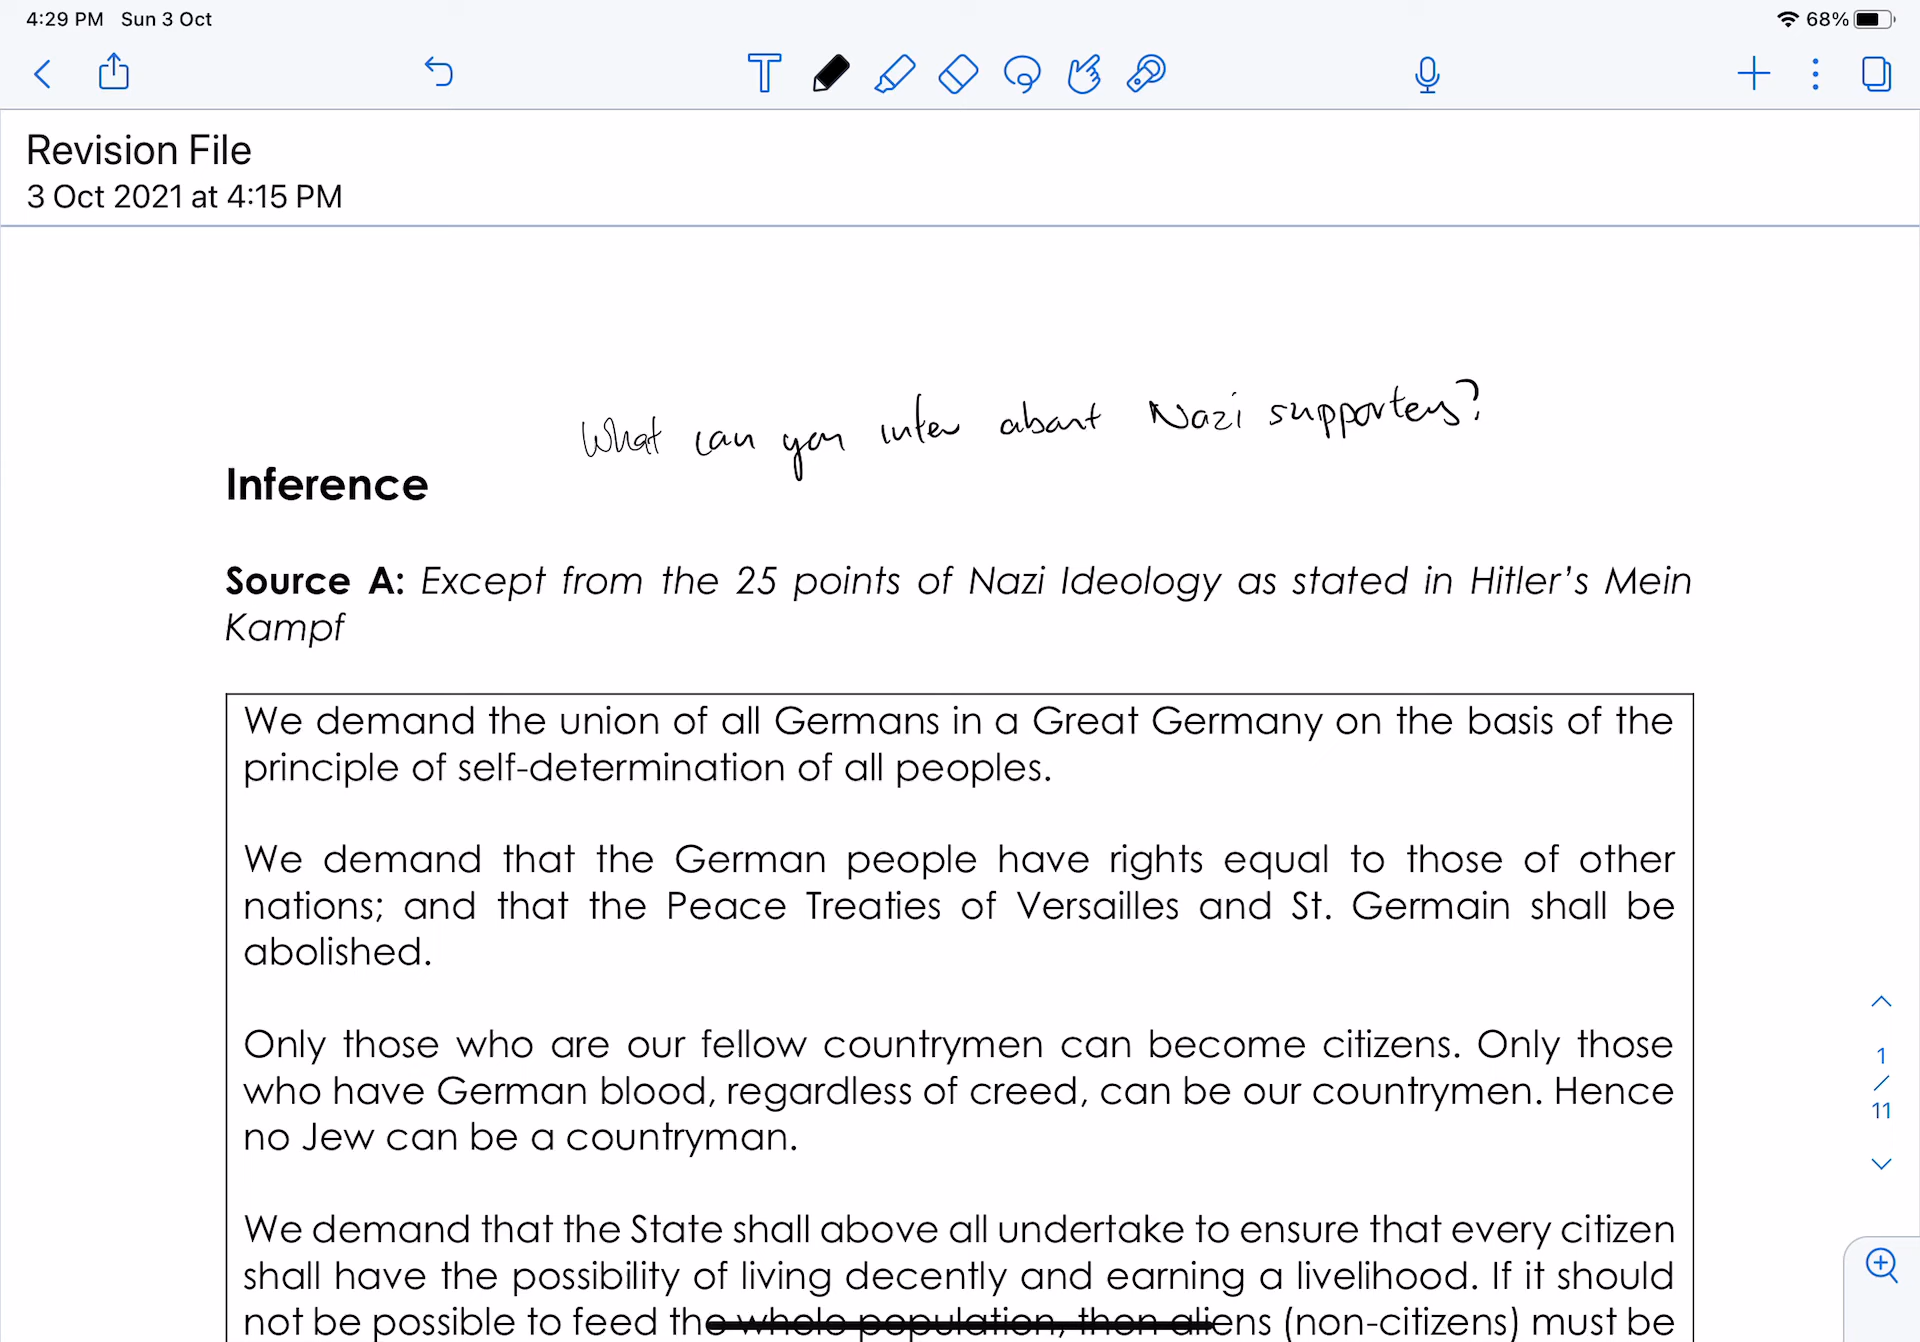 4:29 PM Sun 3 Oct
68%
Revision File
3 Oct 2021 at 4:15 PM
What can you infer about Nazi supporters?
Inference
Source A: Except from the 25 points of Nazi Ideology as stated in Hitler's Mein
Kampf
We demand the union of all Germans in a Great Germany on the basis of the
principle of self-determination of all peoples.
We demand that the German people have rights equal to those of other
nations; and that the Peace Treaties of Versailles and St. Germain shall be
abolished.
Only those who are our fellow countrymen can become citizens. Only those
who have German blood, regardless of creed, can be our countrymen. Hence
no Jew can be a countryman.
We demand that the State shall above all undertake to ensure that every citizen
shall have the possibility of living decently and earning a livelihood. If it should
not be possible to feed the whole population, then aliens (non-citizens) must be
1
/
11